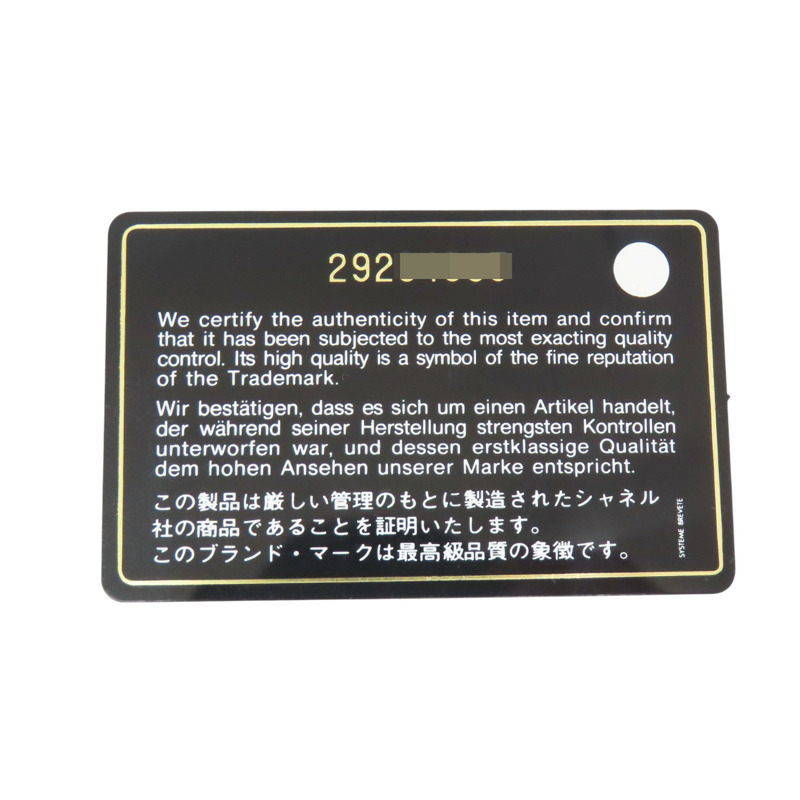 292
We certify the authenticity of this item and confirm
that it has been subjected to the most exacting quality
control. Its high quality is a symbol of the fine reputation
of the Trademark.
Wir bestätigen, dass es sich um einen Artikel handelt,
der während seiner Herstellung strengsten Kontrollen
unterworfen war, und dessen erstklassige Qualität
dem hohen Ansehen unserer Marke entspricht.
この製品は厳しい管理のもとに製造されたシャネル
社の商品であることを証明いたします。
このブランド・マークは最高級品質の象徴です。
SYSTEME BREVETE